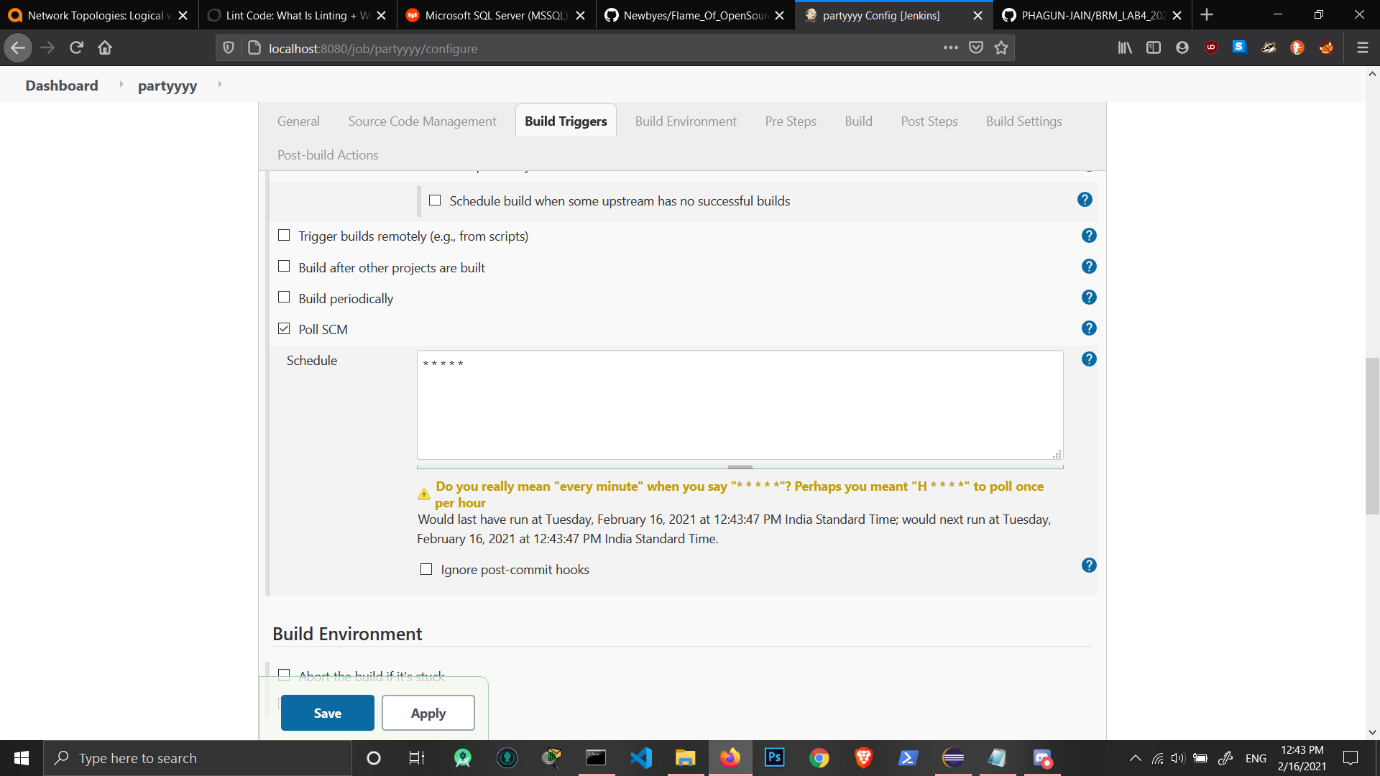 Network Topologies: Logical v
Lint Code: What Is Linting + W
Microsoft SQL Server (MSSQL)
Newbyes/Flame_Of_OpenSour
partyyyy Config [Jenkins]
PHAGUN-JAIN/BRM_LAB4_202
localhost:8080/job/partyyyy/configure
Dashboard
partyyyy
General
Source Code Management
Build Triggers
Build Environment
Pre Steps
Build
Post Steps
Build Settings
Post-build Actions
Schedule build when some upstream has no successful builds
Trigger builds remotely (e.g., from scripts)
Build after other projects are built
Build periodically
Poll SCM
Schedule
* * * * *
Do you really mean "every minute" when you say "* * * * *"? Perhaps you meant "H * * * *" to poll once
per hour
Would last have run at Tuesday, February 16, 2021 at 12:43:47 PM India Standard Time; would next run at Tuesday,
February 16, 2021 at 12:43:47 PM India Standard Time.
Ignore post-commit hooks
Build Environment
Abort the build if it's stuck
Save
Apply
Type here to search
Ps
ENG
12:43 PM
2/16/2021